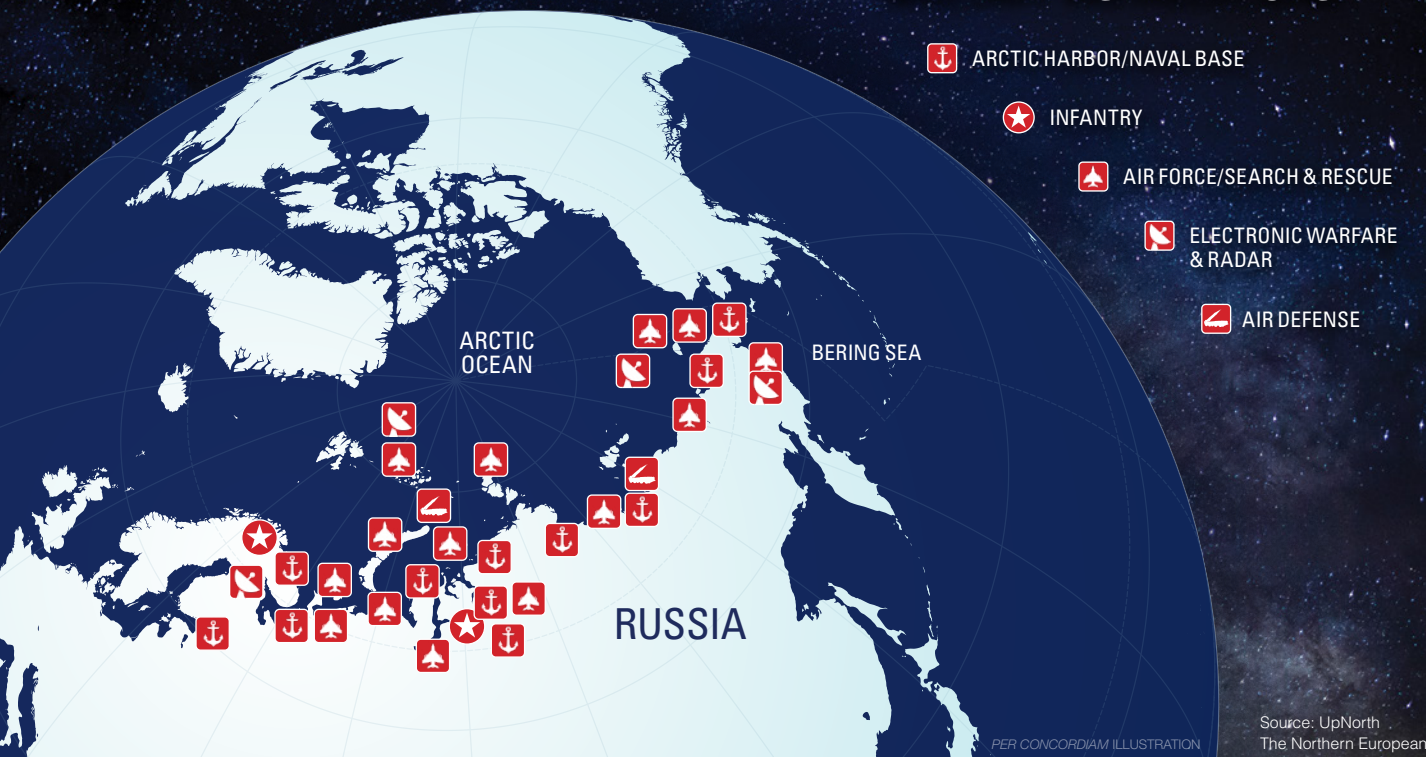 ARCTIC HARBOR/NAVAL BASE
INFANTRY
AIR FORCE/SEARCH & RESCUE
ELECTRONIC WARFARE
& RADAR
AIR DEFENSE
ARCTIC
OCEAN
BERING SEA
RUSSIA
PER CONCORDIAM ILLUSTRATION
Source: UpNorth
The Northern European